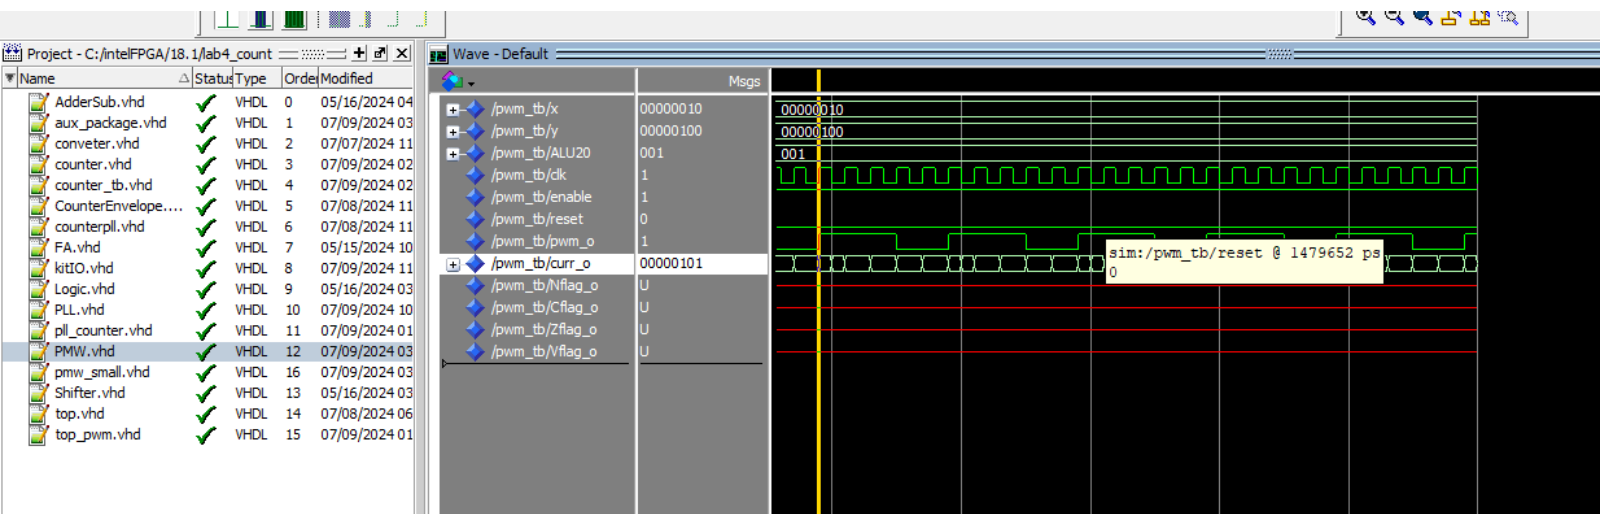 Project - C:/intelFPGA/18.1/lab4_count
Name Status Type Order Modified
AdderSub.vhd VHDL 0 05/16/2024 04
aux_package.vhd VHDL 1 07/09/2024 03
conveter.vhd VHDL 2 07/07/2024 11
counter.vhd VHDL 3 07/09/2024 02
counter_tb.vhd VHDL 4 07/09/2024 02
CounterEnvelope.... VHDL 5 07/08/2024 11
counterpll.vhd VHDL 6 07/08/2024 11
FA.vhd VHDL 7 05/15/2024 10
kitIO.vhd VHDL 8 07/09/2024 11
Logic.vhd VHDL 9 05/16/2024 03
PLL.vhd VHDL 10 07/09/2024 10
pll_counter.vhd VHDL 11 07/09/2024 01
PMW.vhd VHDL 12 07/09/2024 03
pmw_small.vhd VHDL 16 07/09/2024 03
Shifter.vhd VHDL 13 05/16/2024 03
top.vhd VHDL 14 07/08/2024 06
top_pwm.vhd VHDL 15 07/09/2024 01
Wave - Default
Msgs
/pwm_tb/x 00000010 00000010
/pwm_tb/y 00000100 00000100
/pwm_tb/ALU20 001 001
/pwm_tb/clk 1
/pwm_tb/enable 1
/pwm_tb/reset 0
/pwm_tb/pwm_o 1
/pwm_tb/curr_o 00000101
/pwm_tb/Nflag_o U
/pwm_tb/Cflag_o U
/pwm_tb/Zflag_o U
/pwm_tb/Vflag_o U
sim:/pwm_tb/reset @ 1479652 ps
0